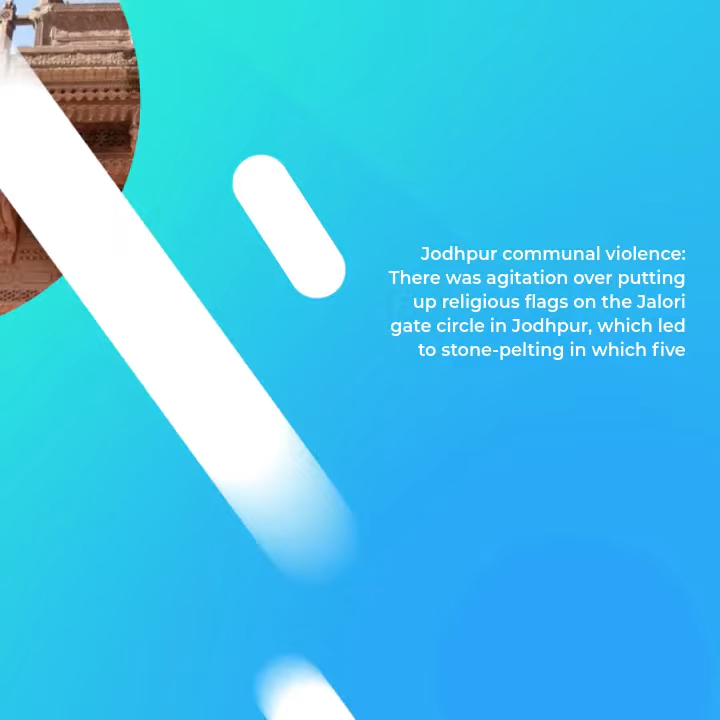 Jodhpur communal violence:
There was agitation over putting
up religious flags on the Jalori
gate circle in Jodhpur, which led
to stone-pelting in which five